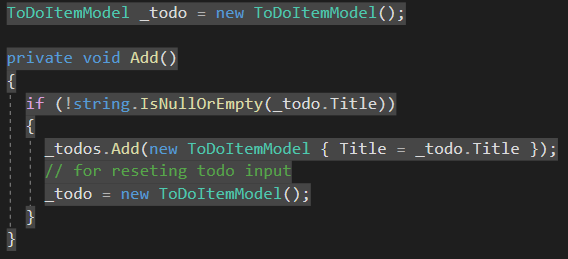 ToDoItemModel _todo = new ToDoItemModel();
private void Add()
{
if (!string.IsNullOrEmpty(_todo.Title))
{
_todos.Add(new ToDoItemModel { Title = _todo.Title });
// for reseting todo input
_todo = new ToDoItemModel();
}
}